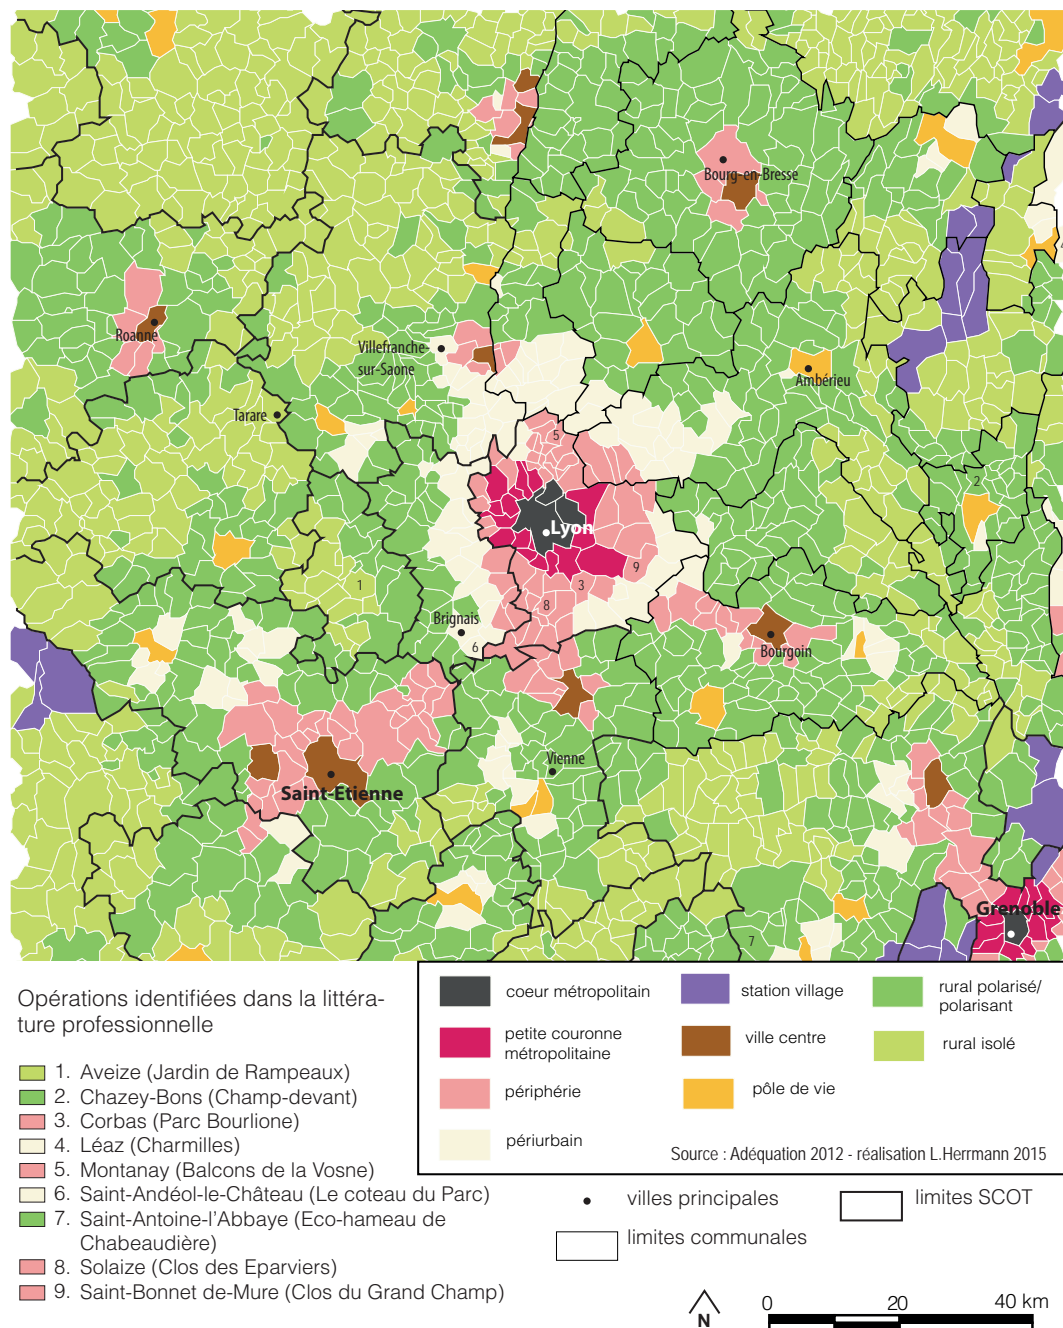 Bourg-en-Bresse
Roanne
Villefranche-
sur-Saone
Ambérieu
Tarare
5
2
Lyon
1
9
3
8
Brignais
6
Bourgoin
Vienne
Saint-Etienne
Grenoble
7
Opérations identifiées dans la littéra-
ture professionnelle
1. Aveize (Jardin de Rampeaux)
2. Chazey-Bons (Champ-devant)
3. Corbas (Parc Bourlione)
4. Léaz (Charmilles)
5. Montanay (Balcons de la Vosne)
6. Saint-Andéol-le-Château (Le coteau du Parc)
7. Saint-Antoine-l'Abbaye (Eco-hameau de
Chabeaudière)
8. Solaize (Clos des Eparviers)
9. Saint-Bonnet de-Mure (Clos du Grand Champ)
coeur métropolitain
petite couronne
métropolitaine
périphérie
périurbain
station village
ville centre
pôle de vie
rural polarisé/
polarisant
rural isolé
Source : Adéquation 2012 - réalisation L.Herrmann 2015
villes principales
limites SCOT
limites communales
N
0 20 40 km